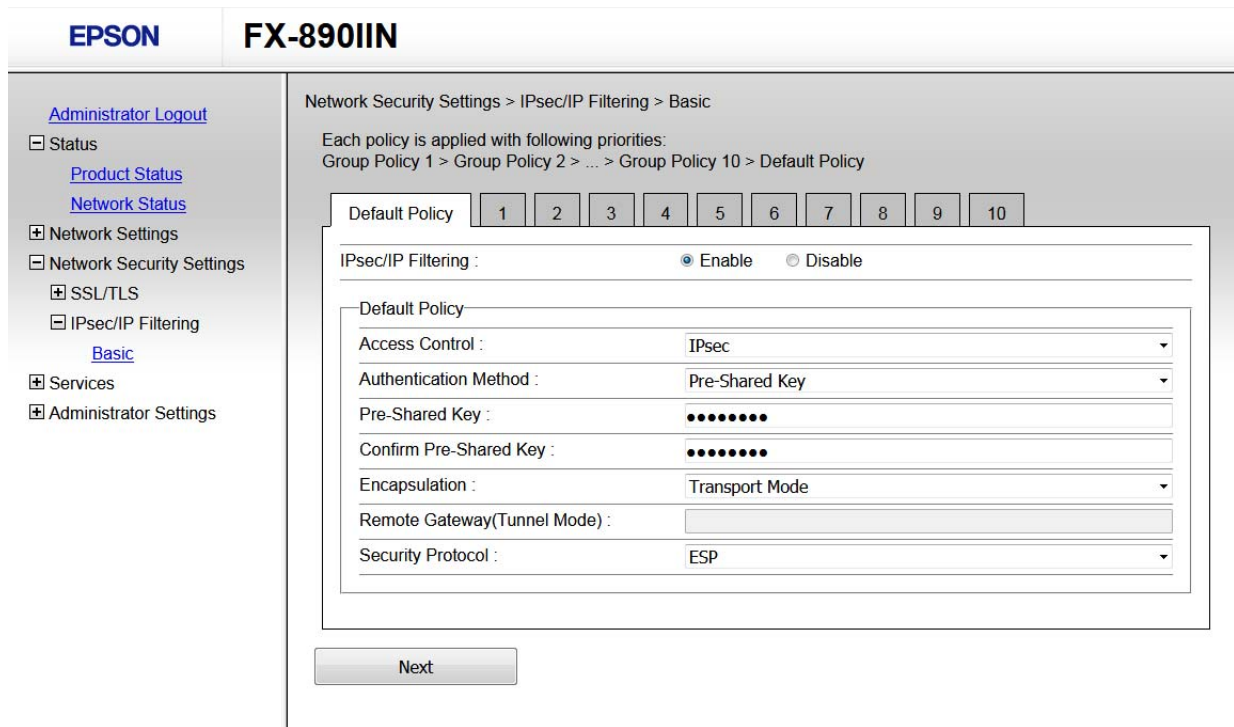 EPSON FX-890IIN
Administrator Logout
Status
Product Status
Network Status
Network Settings
Network Security Settings
SSL/TLS
IPsec/IP Filtering
Basic
Services
Administrator Settings
Network Security Settings > IPsec/IP Filtering > Basic
Each policy is applied with following priorities:
Group Policy 1 > Group Policy 2 > ... > Group Policy 10 > Default Policy
Default Policy 1 2 3 4 5 6 7 8 9 10
IPsec/IP Filtering : Enable Disable
Default Policy
Access Control : IPsec
Authentication Method : Pre-Shared Key
Pre-Shared Key : ●●●●●●●●
Confirm Pre-Shared Key : ●●●●●●●●
Encapsulation : Transport Mode
Remote Gateway(Tunnel Mode) :
Security Protocol : ESP
Next